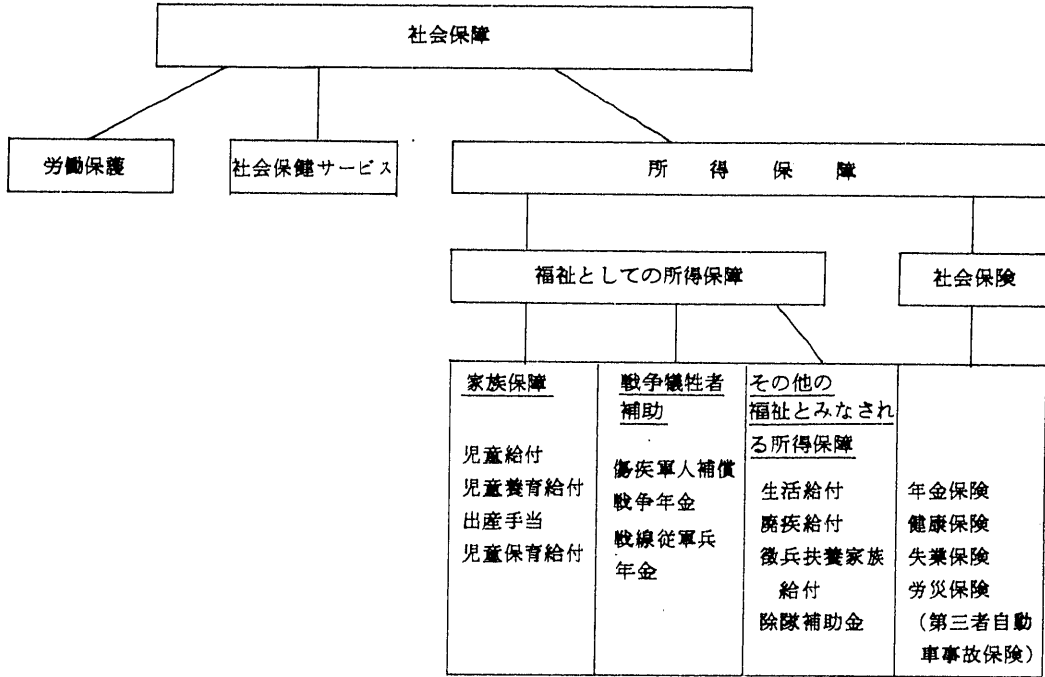 社会保障
労働保護
社会保健サービス
所得保障
福祉としての所得保障
社会保険
家族保障
児童給付
児童養育給付
出産手当
児童保育給付
戦争犠牲者
補助
傷疾軍人補償
戦争年金
戦線従軍兵
年金
その他の
福祉とみなされ
る所得保障
生活給付
廃疾給付
徴兵扶養家族
給付
除隊補助金
年金保険
健康保険
失業保険
労災保険
（第三者自動
車事故保険）